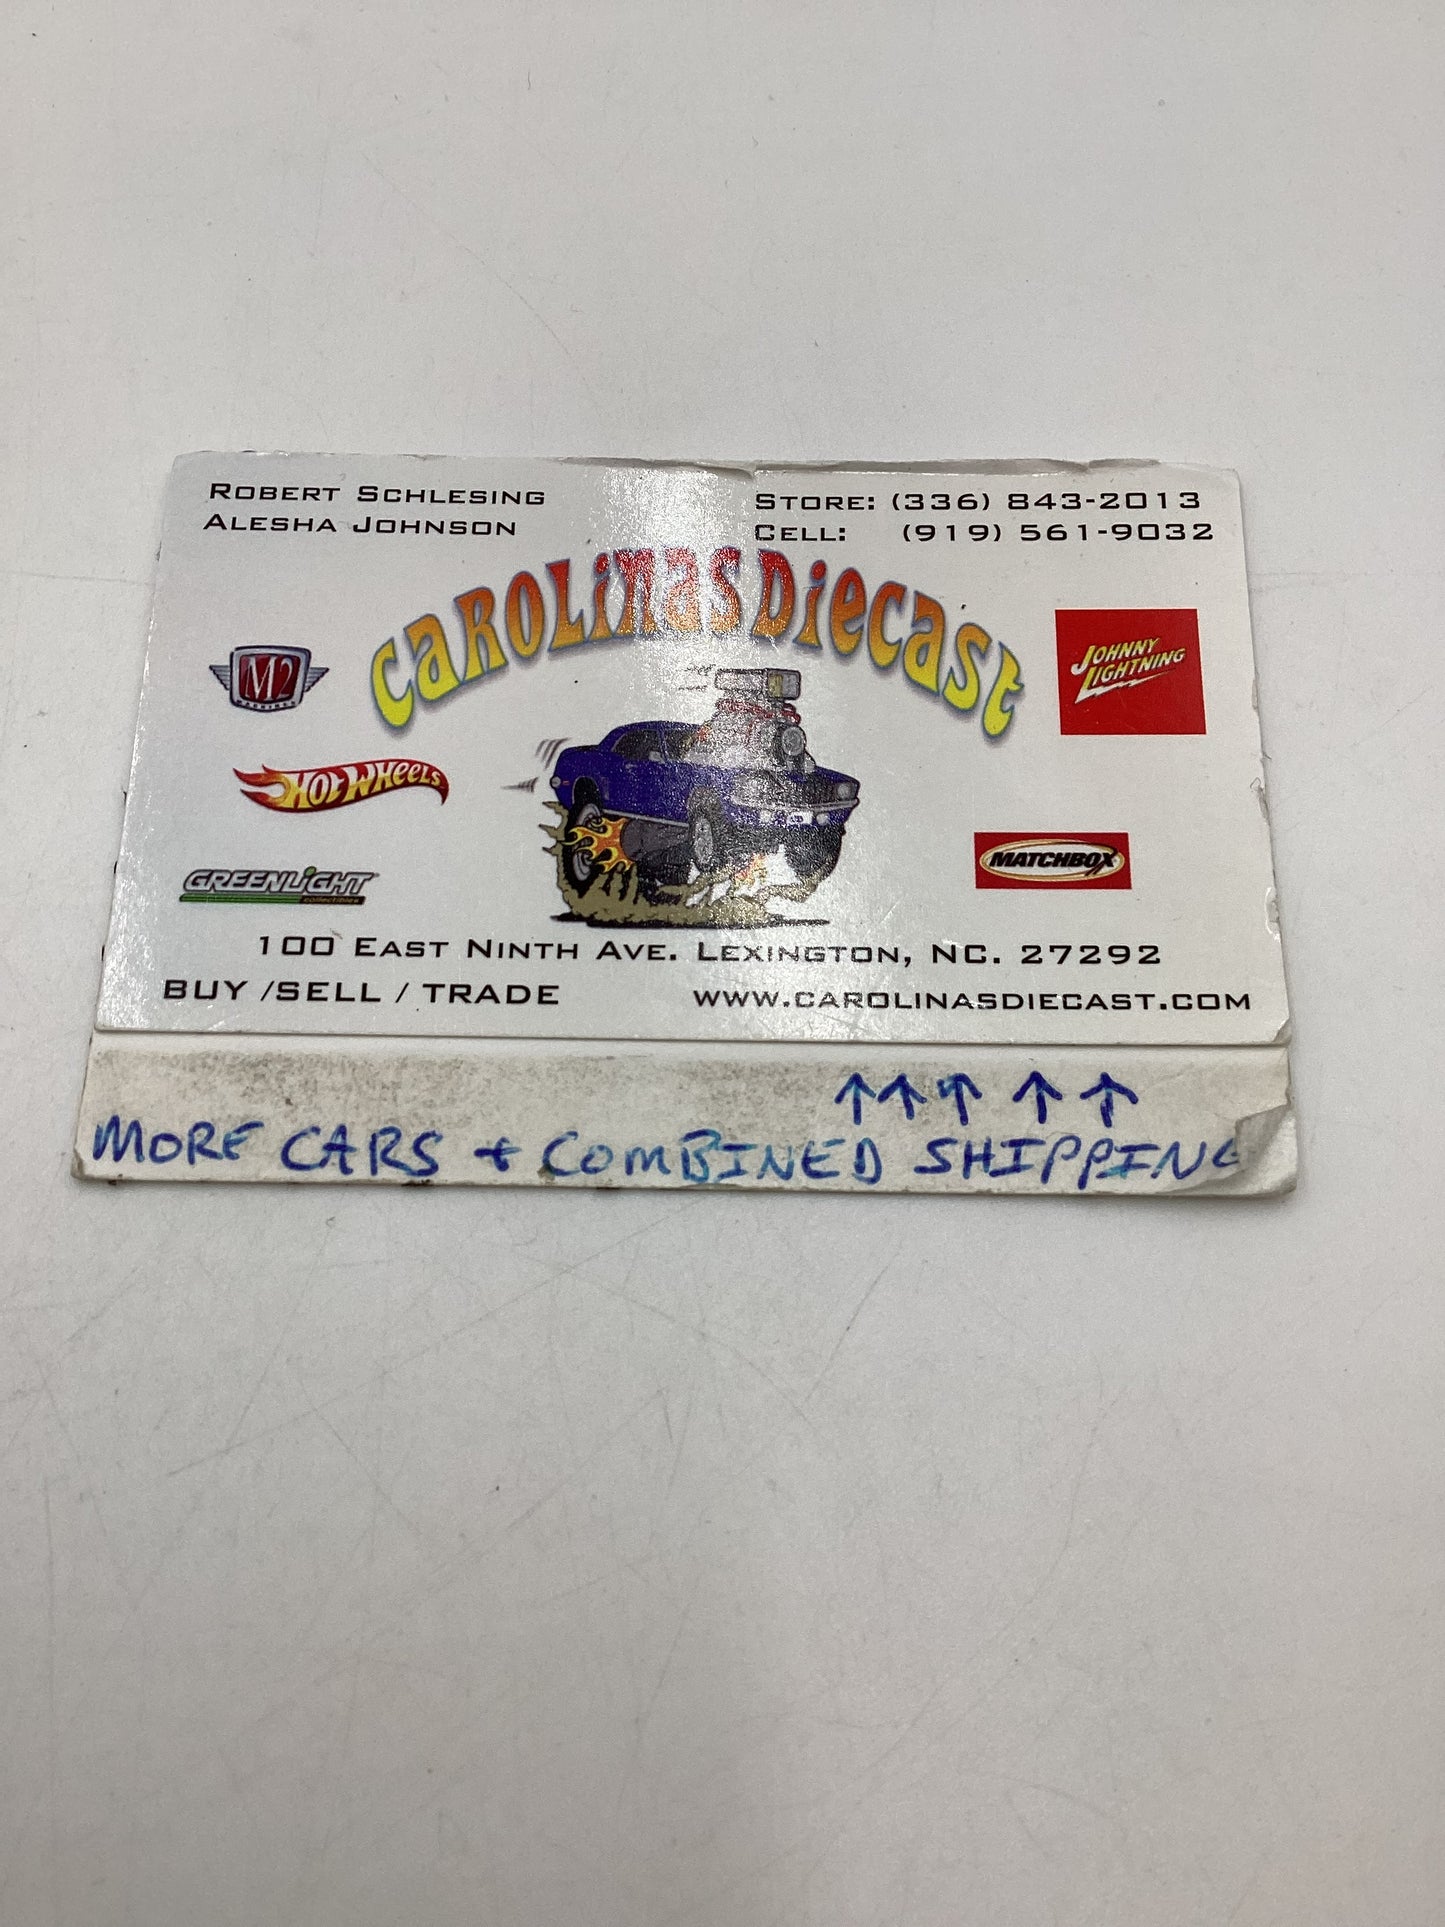 ROBERT SCHLESING
ALESHA JOHNSON
STORE: (336) 843-2013
CELL: (919) 561-9032
CAROLINAS DIECAST
M2
MACHINES
JOHNNY
LIGHTNING
HOT WHEELS
MATCHBOX
GREENLIGHT
collectibles
100 EAST NINTH AVE. LEXINGTON, NC. 27292
BUY /SELL / TRADE
WWW.CAROLINASDIECAST.COM
↑ ↑ ↑ ↑ ↑
MORE CARS + COMBINED SHIPPING